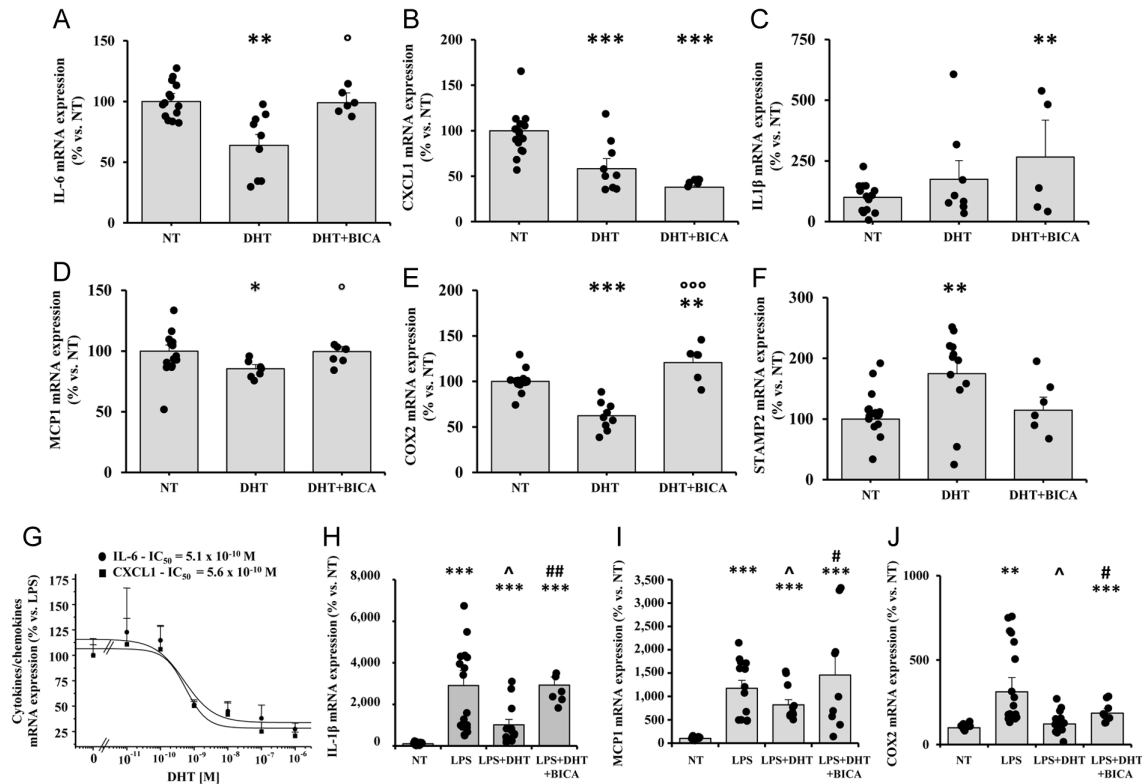 A
IL-6 mRNA expression
(% vs. NT)
150
100
50
0
**
°
NT DHT DHT+BICA
B
CXCL1 mRNA expression
(% vs. NT)
200
150
100
50
0
*** ***
NT DHT DHT+BICA
C
IL1β mRNA expression
(% vs. NT)
750
500
250
0
**
NT DHT DHT+BICA
D
MCP1 mRNA expression
(% vs. NT)
150
100
50
0
*
°
NT DHT DHT+BICA
E
COX2 mRNA expression
(% vs. NT)
200
150
100
50
0
***
°°°
**
NT DHT DHT+BICA
F
STAMP2 mRNA expression
(% vs. NT)
300
200
100
0
**
NT DHT DHT+BICA
G
IL-6 - IC₅₀ = 5.1 x 10⁻¹⁰ M
CXCL1 - IC₅₀ = 5.6 x 10⁻¹⁰ M
Cytokines/chemokines
mRNA expression (% vs. LPS)
175
150
125
100
75
50
25
0 10⁻¹¹ 10⁻¹⁰ 10⁻⁹ 10⁻⁸ 10⁻⁷ 10⁻⁶
DHT [M]
H
IL-1β mRNA expression (% vs. NT)
8,000
6,000
4,000
2,000
0
***
^
***
##
***
NT LPS LPS+DHT LPS+DHT
+BICA
I
MCP1 mRNA expression (% vs. NT)
3,500
3,000
2,500
2,000
1,500
1,000
500
0
***
^
***
#
***
NT LPS LPS+DHT LPS+DHT
+BICA
J
COX2 mRNA expression (% vs. NT)
1000
800
600
400
200
0
**
^
#
***
NT LPS LPS+DHT LPS+DHT
+BICA